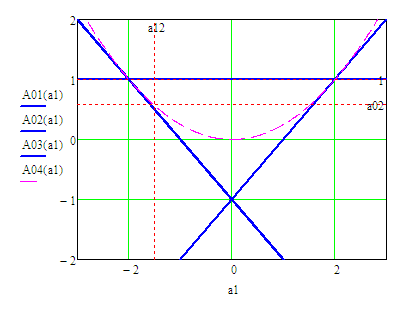 2
a12
A01(a1)
1
1
a02
A02(a1)
0
A03(a1)
A04(a1)
− 1
− 2
− 2
0
2
a1